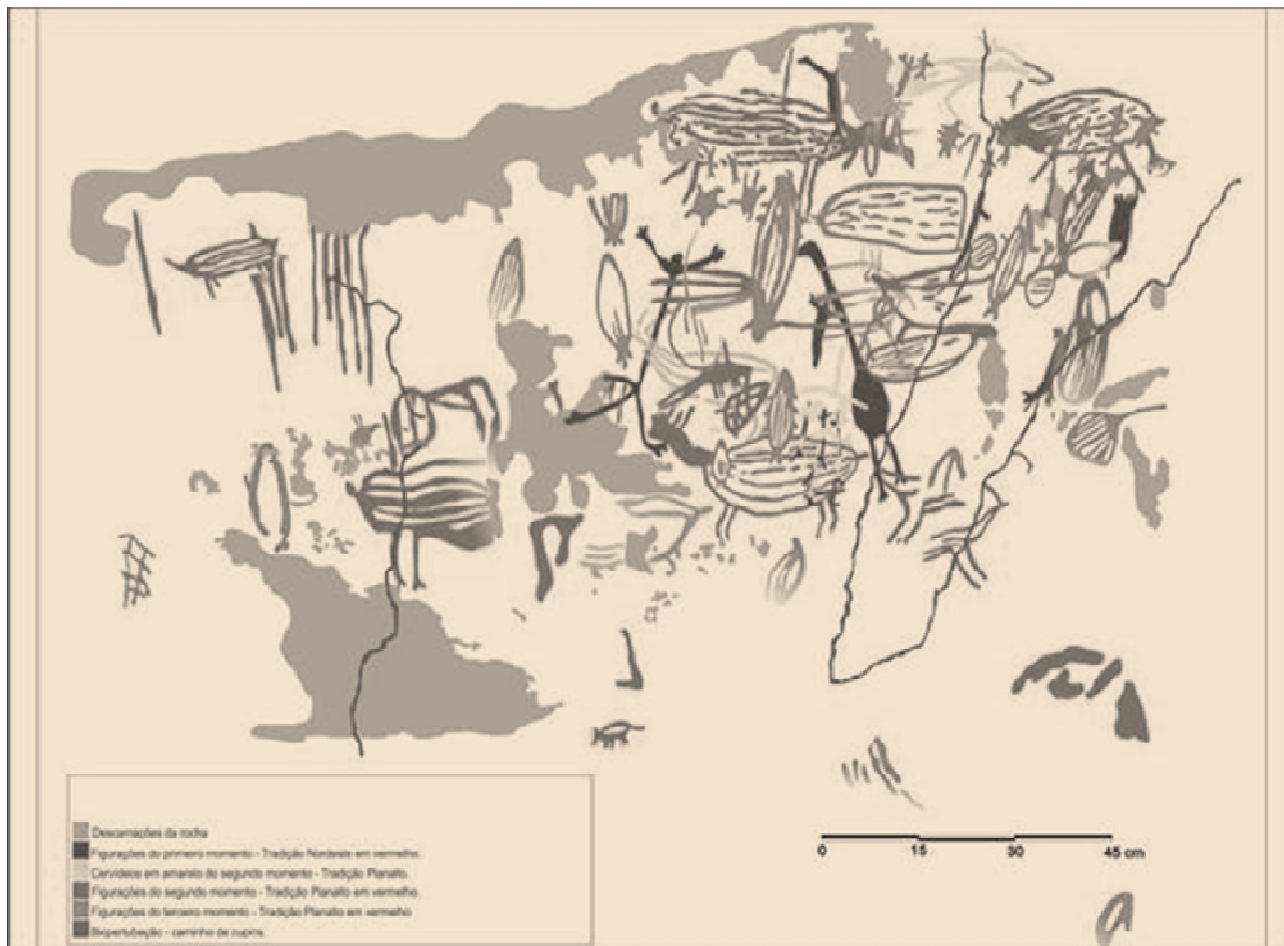 Descamações da rocha
Figurações do primeiro momento - Tradição Nordeste em vermelho.
Cervídeos em amarelo do segundo momento - Tradição Planalto.
Figurações do segundo momento - Tradição Planalto em vermelho.
Figurações do terceiro momento - Tradição Planalto em vermelho
Biopertubação - caminho de cupins.
0 15 30 45 cm